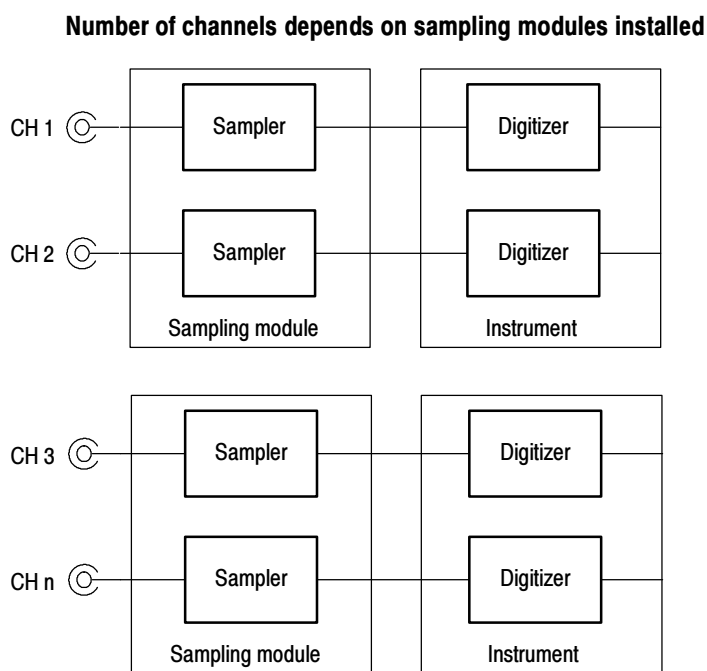 Number of channels depends on sampling modules installed
CH 1 Sampler Digitizer
CH 2 Sampler Digitizer
Sampling module Instrument
CH 3 Sampler Digitizer
CH n Sampler Digitizer
Sampling module Instrument